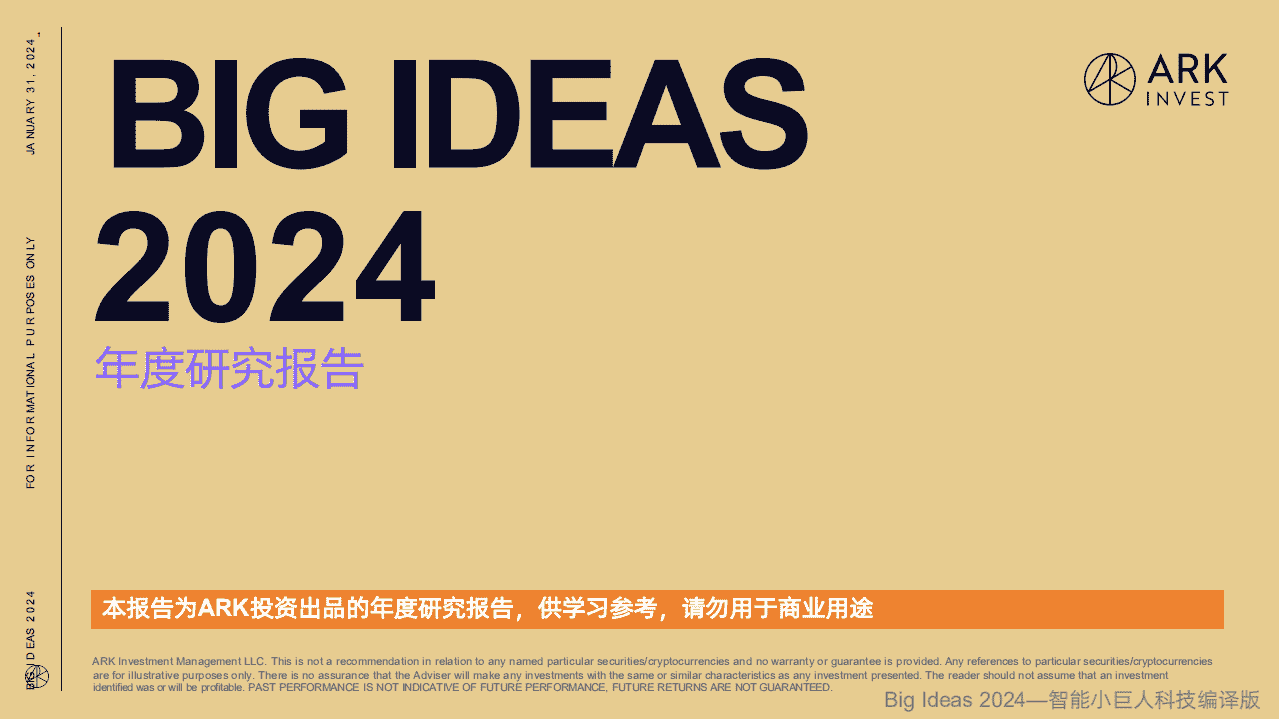 JANUARY 31, 2024
FOR INFORMATIONAL PURPOSES ONLY
BIG IDEAS 2024
BIG IDEAS
2024
年度研究报告
ARK
INVEST
本报告为ARK投资出品的年度研究报告，供学习参考，请勿用于商业用途
ARK Investment Management LLC. This is not a recommendation in relation to any named particular securities/cryptocurrencies and no warranty or guarantee is provided. Any references to particular securities/cryptocurrencies
are for illustrative purposes only. There is no assurance that the Adviser will make any investments with the same or similar characteristics as any investment presented. The reader should not assume that an investment
identified was or will be profitable. PAST PERFORMANCE IS NOT INDICATIVE OF FUTURE PERFORMANCE, FUTURE RETURNS ARE NOT GUARANTEED.
Big Ideas 2024—智能小巨人科技编译版